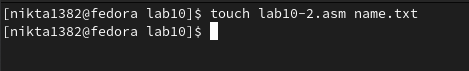 [nikta1382@fedora lab10]$ touch lab10-2.asm name.txt
[nikta1382@fedora lab10]$